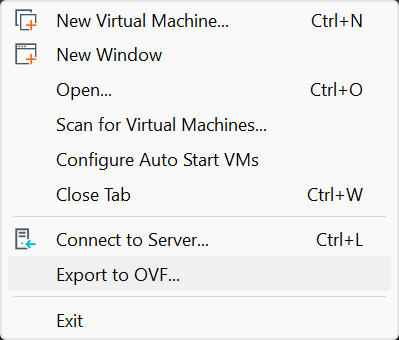 New Virtual Machine... Ctrl+N
New Window
Open... Ctrl+O
Scan for Virtual Machines...
Configure Auto Start VMs
Close Tab Ctrl+W
Connect to Server... Ctrl+L
Export to OVF...
Exit